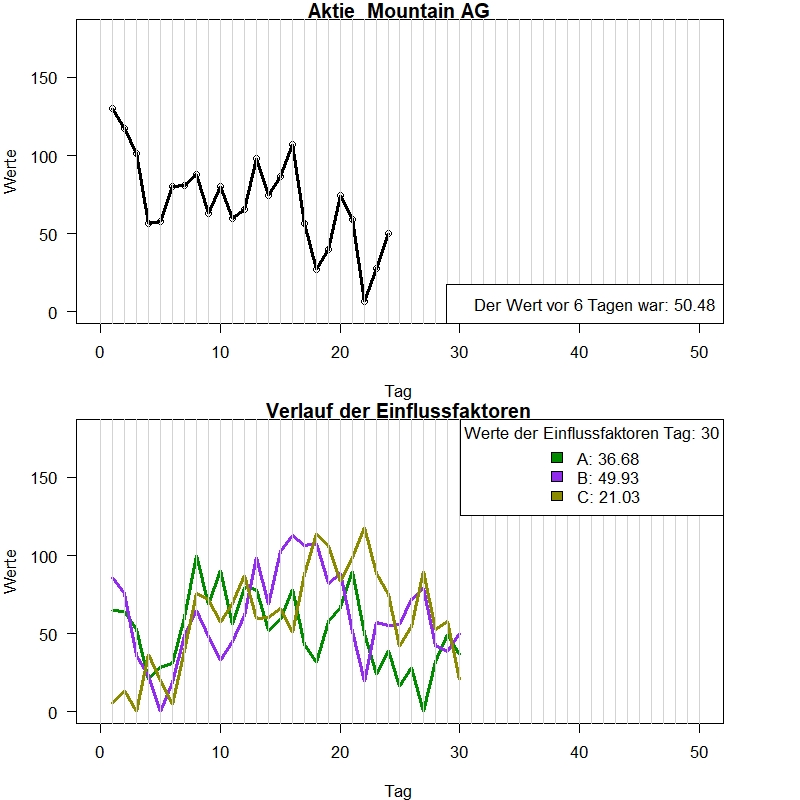 Aktie  Mountain AG
Werte
150
100
50
0
Der Wert vor 6 Tagen war: 50.48
0 10 20 30 40 50
Tag
Verlauf der Einflussfaktoren
Werte
150
100
50
0
Werte der Einflussfaktoren Tag: 30
A: 36.68
B: 49.93
C: 21.03
0 10 20 30 40 50
Tag